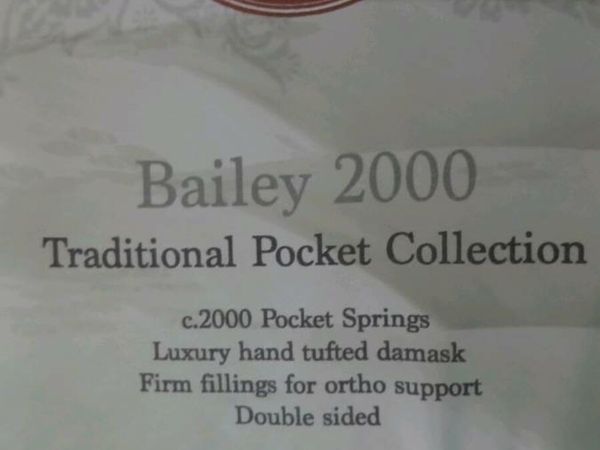 Bailey 2000
Traditional Pocket Collection
c.2000 Pocket Springs
Luxury hand tufted damask
Firm fillings for ortho support
Double sided